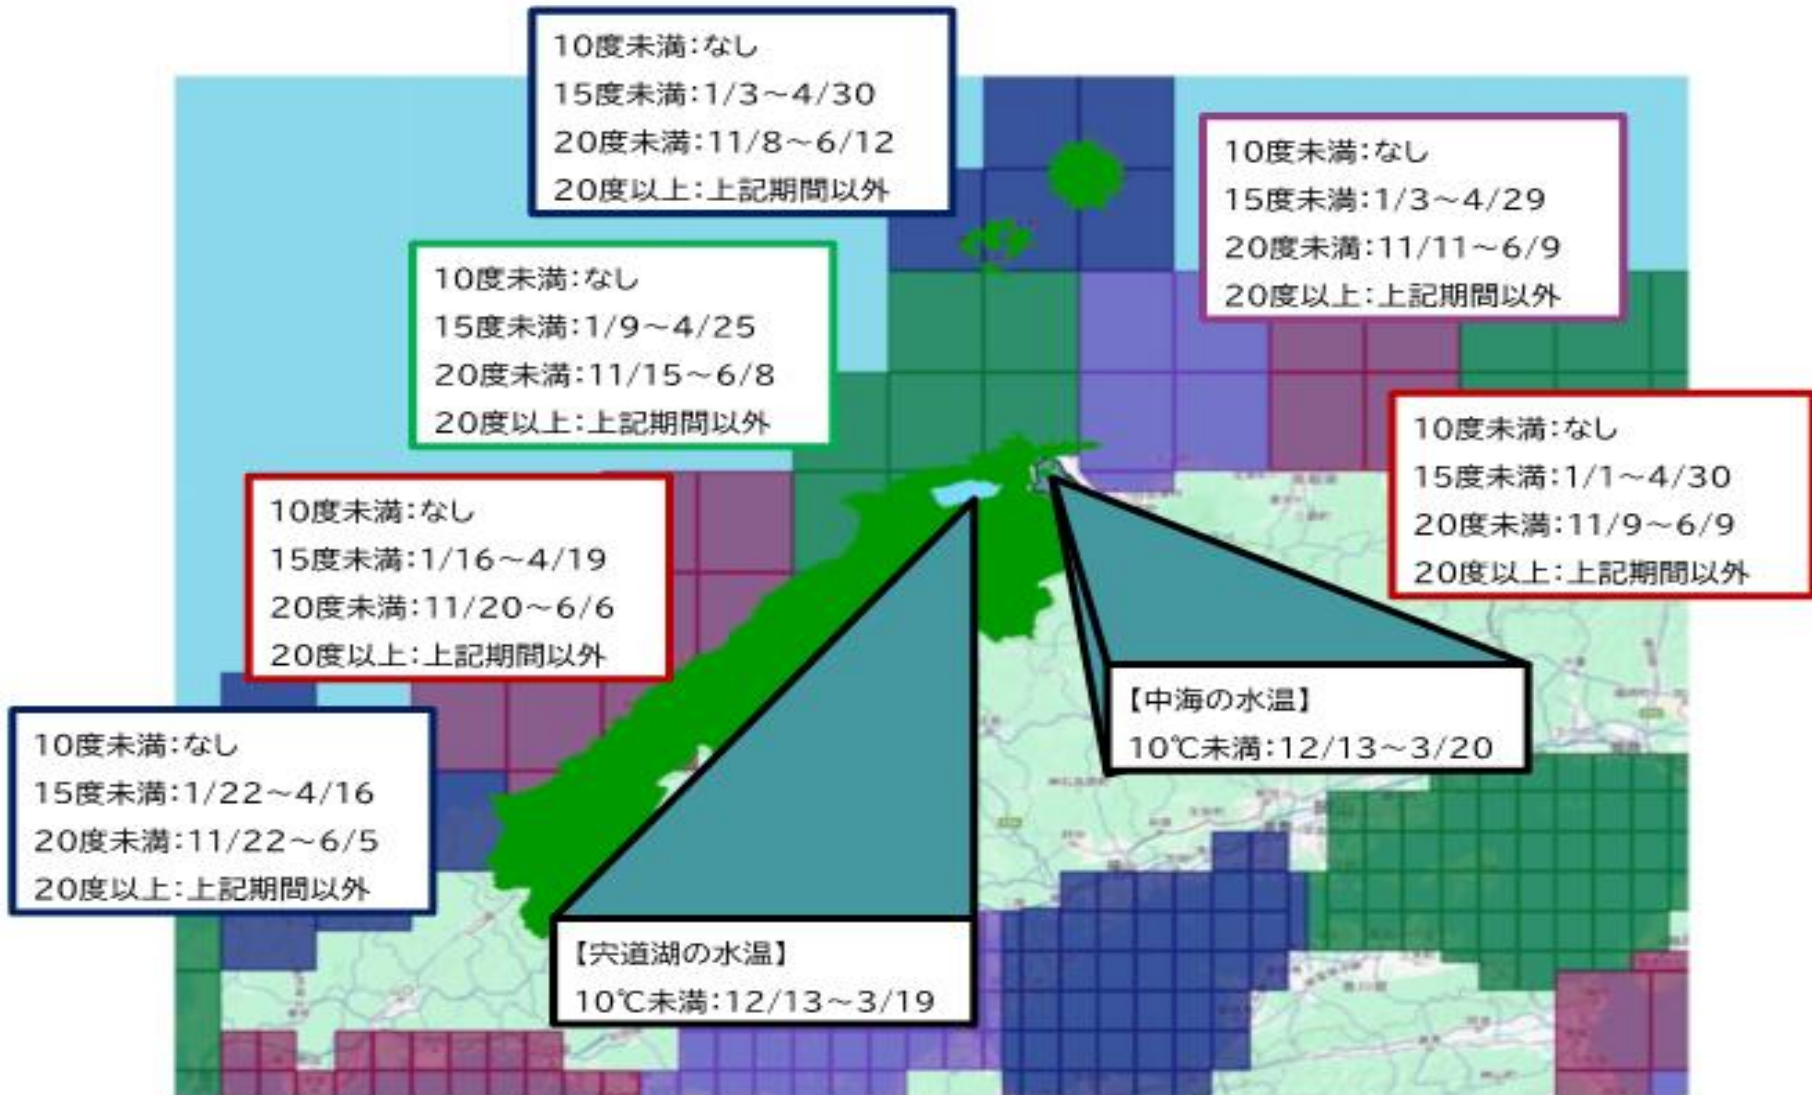 10度未満:なし
15度未満:1/3～4/30
20度未満:11/8～6/12
20度以上:上記期間以外
10度未満:なし
15度未満:1/3～4/29
20度未満:11/11～6/9
20度以上:上記期間以外
10度未満:なし
15度未満:1/9～4/25
20度未満:11/15～6/8
20度以上:上記期間以外
10度未満:なし
15度未満:1/1～4/30
20度未満:11/9～6/9
20度以上:上記期間以外
10度未満:なし
15度未満:1/16～4/19
20度未満:11/20～6/6
20度以上:上記期間以外
【中海の水温】
10℃未満:12/13～3/20
10度未満:なし
15度未満:1/22～4/16
20度未満:11/22～6/5
20度以上:上記期間以外
【宍道湖の水温】
10℃未満:12/13～3/19